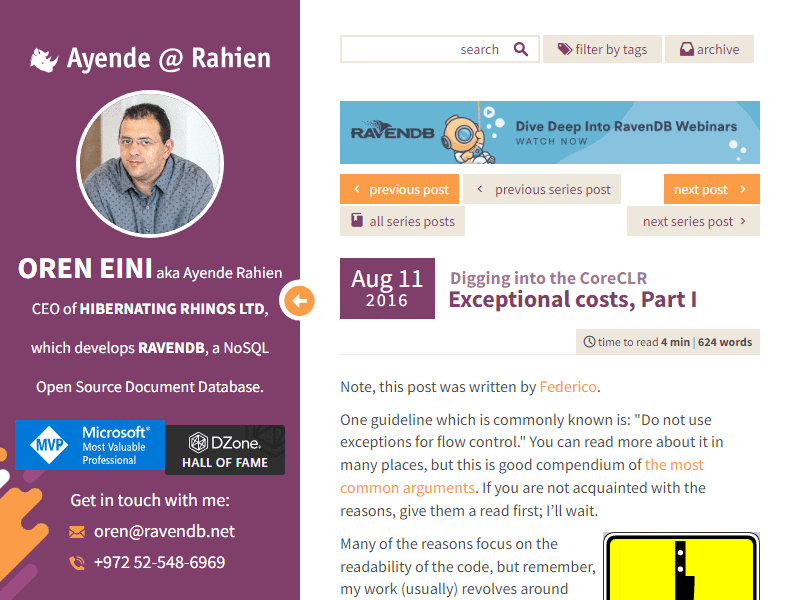 Ayende @ Rahien
OREN EINI aka Ayende Rahien
CEO of HIBERNATING RHINOS LTD,
which develops RAVENDB, a NoSQL
Open Source Document Database.
MVP
Microsoft®
Most Valuable
Professional
DZone.
HALL OF FAME
Get in touch with me:
oren@ravendb.net
+972 52-548-6969
search
filter by tags
archive
RAVENDB
Dive Deep Into RavenDB Webinars
WATCH NOW
previous post
previous series post
next post
all series posts
next series post
Aug 11
2016
Digging into the CoreCLR
Exceptional costs, Part I
time to read 4 min | 624 words
Note, this post was written by Federico.
One guideline which is commonly known is: "Do not use
exceptions for flow control." You can read more about it in
many places, but this is good compendium of the most
common arguments. If you are not acquainted with the
reasons, give them a read first; I’ll wait.
Many of the reasons focus on the
readability of the code, but remember,
my work (usually) revolves around